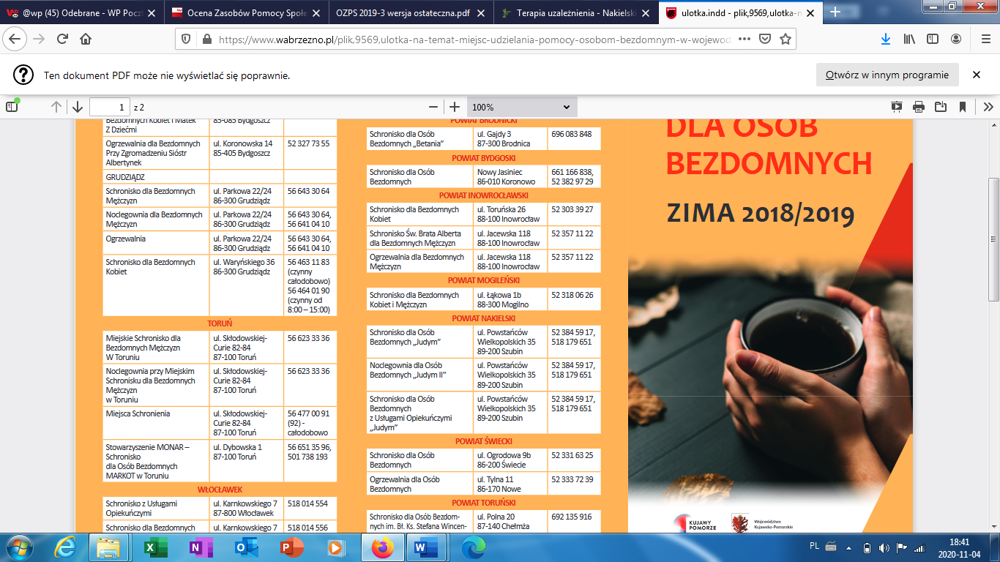 @wp (45) Odebrane - WP Poczt
Ocena Zasobów Pomocy Społe
OZPS 2019-3 wersja ostateczna.pdf
Terapia uzależnienia - Nakielski
ulotka.indd - plik,9569,ulotka-n
https://www.wabrzezno.pl/plik,9569,ulotka-na-temat-miejsc-udzielania-pomocy-osobom-bezdomnym-w-wojewod
Ten dokument PDF może nie wyświetlać się poprawnie.
Otwórz w innym programie
1 z 2
100%
Bezdomnych Kobiet i Matek
Z Dziećmi
85-085 Bydgoszcz
Ogrzewalnia dla Bezdomnych
Przy Zgromadzeniu Sióstr
Albertynek
ul. Koronowska 14
85-405 Bydgoszcz
52 327 73 55
GRUDZIĄDZ
Schronisko dla Bezdomnych
Mężczyzn
ul. Parkowa 22/24
86-300 Grudziądz
56 643 30 64
Noclegownia dla Bezdomnych
Mężczyzn
ul. Parkowa 22/24
86-300 Grudziądz
56 643 30 64,
56 641 04 10
Ogrzewalnia
ul. Parkowa 22/24
86-300 Grudziądz
56 643 30 64,
56 641 04 10
Schronisko dla Bezdomnych
Kobiet
ul. Waryńskiego 36
86-300 Grudziądz
56 463 11 83
(czynny
całodobowo)
56 464 01 90
(czynny od
8:00 – 15:00)
TORUŃ
Miejskie Schronisko dla
Bezdomnych Mężczyzn
W Toruniu
ul. Skłodowskiej-
Curie 82-84
87-100 Toruń
56 623 33 36
Noclegownia przy Miejskim
Schronisku dla Bezdomnych
Mężczyzn
w Toruniu
ul. Skłodowskiej-
Curie 82-84
87-100 Toruń
56 623 33 36
Miejsca Schronienia
ul. Skłodowskiej-
Curie 82-84
87-100 Toruń
56 477 00 91
(92) -
całodobowo
Stowarzyszenie MONAR –
Schronisko
dla Osób Bezdomnych
MARKOT w Toruniu
ul. Dybowska 1
87-100 Toruń
56 651 35 96,
501 738 193
WŁOCŁAWEK
Schronisko z Usługami
Opiekuńczymi
ul. Karnkowskiego 7
87-800 Włocławek
518 014 554
Schronisko dla Bezdomnych
ul. Karnkowskiego 7
518 014 556
POWIAT BRODNICKI
Schronisko dla Osób
Bezdomnych „Betania”
ul. Gajdy 3
87-300 Brodnica
696 083 848
POWIAT BYDGOSKI
Schronisko dla Osób
Bezdomnych
Nowy Jasiniec
86-010 Koronowo
661 166 838,
52 382 97 29
POWIAT INOWROCŁAWSKI
Schronisko dla Bezdomnych
Kobiet
ul. Toruńska 26
88-100 Inowrocław
52 303 39 27
Schronisko Św. Brata Alberta
dla Bezdomnych Mężczyzn
ul. Jacewska 118
88-100 Inowrocław
52 357 11 22
Ogrzewalnia dla Bezdomnych
Mężczyzn
ul. Jacewska 118
88-100 Inowrocław
52 357 11 22
POWIAT MOGILEŃSKI
Schronisko dla Bezdomnych
Kobiet i Mężczyzn
ul. Łąkowa 1b
88-300 Mogilno
52 318 06 26
POWIAT NAKIELSKI
Schronisko dla Osób
Bezdomnych „Judym”
ul. Powstańców
Wielkopolskich 35
89-200 Szubin
52 384 59 17,
518 179 651
Noclegownia dla Osób
Bezdomnych „Judym II”
ul. Powstańców
Wielkopolskich 35
89-200 Szubin
52 384 59 17,
518 179 651
Schronisko dla Osób
Bezdomnych
z Usługami Opiekuńczymi
„Judym”
ul. Powstańców
Wielkopolskich 35
89-200 Szubin
52 384 59 17,
518 179 651
POWIAT ŚWIECKI
Schronisko dla Osób
Bezdomnych
ul. Ogrodowa 9b
86-200 Świecie
52 331 63 25
Ogrzewalnia dla Osób
Bezdomnych
ul. Tylna 11
86-170 Nowe
52 333 72 39
POWIAT TORUŃSKI
Schronisko dla Osób Bezdom-
nych im. Bł. Ks. Stefana Wincen-
ul. Polna 20
87-140 Chełmża
692 135 916
DLA OSÓB
BEZDOMNYCH
ZIMA 2018/2019
KUJAWY
POMORZE
Województwo
Kujawsko-Pomorskie
PL
18:41
2020-11-04